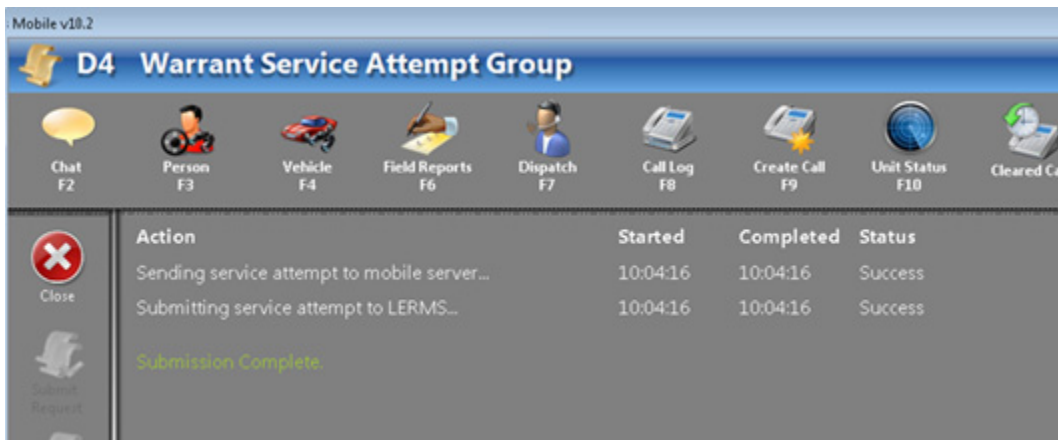 Mobile v10.2
D4 Warrant Service Attempt Group
Chat Person Vehicle Field Reports Dispatch Call Log Create Call Unit Status Cleared
F2 F3 F4 F6 F7 F8 F9 F10
Action Started Completed Status
Sending service attempt to mobile server... 10:04:16 10:04:16 Success
Close
Submitting service attempt to LERMS... 10:04:16 10:04:16 Success
Submission Complete.
Submit
Request